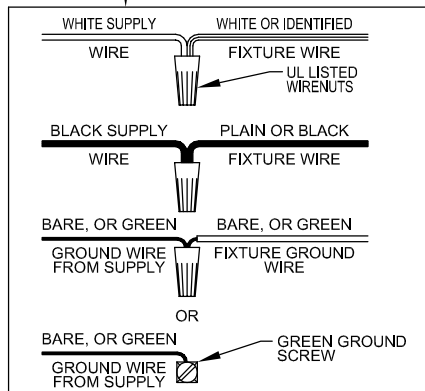 WHITE SUPPLY
WIRE
WHITE OR IDENTIFIED
FIXTURE WIRE
UL LISTED
WIRENUTS
BLACK SUPPLY
WIRE
PLAIN OR BLACK
FIXTURE WIRE
BARE, OR GREEN
GROUND WIRE
FROM SUPPLY
BARE, OR GREEN
FIXTURE GROUND
WIRE
OR
BARE, OR GREEN
GROUND WIRE
FROM SUPPLY
GREEN GROUND
SCREW